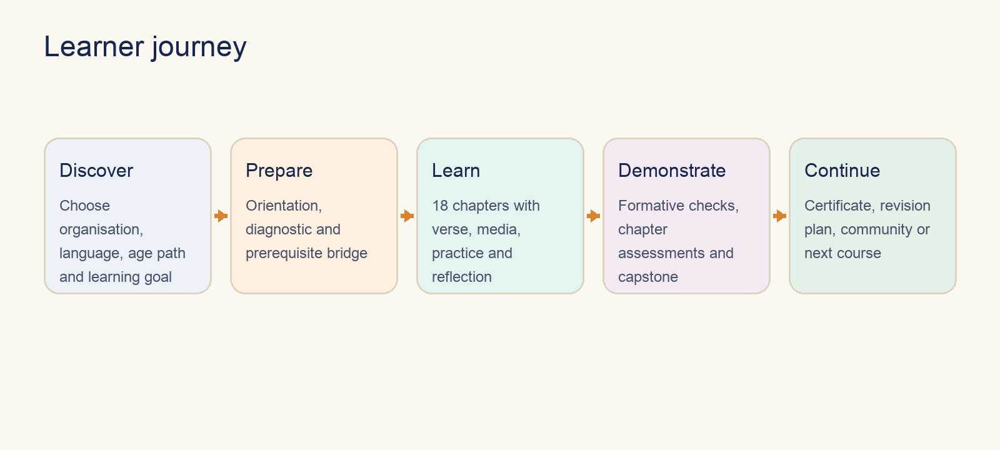 Learner journey
Discover
Choose
organisation,
language, age path
and learning goal
Prepare
Orientation,
diagnostic and
prerequisite bridge
Learn
18 chapters with
verse, media,
practice and
reflection
Demonstrate
Formative checks,
chapter
assessments and
capstone
Continue
Certificate, revision
plan, community or
next course